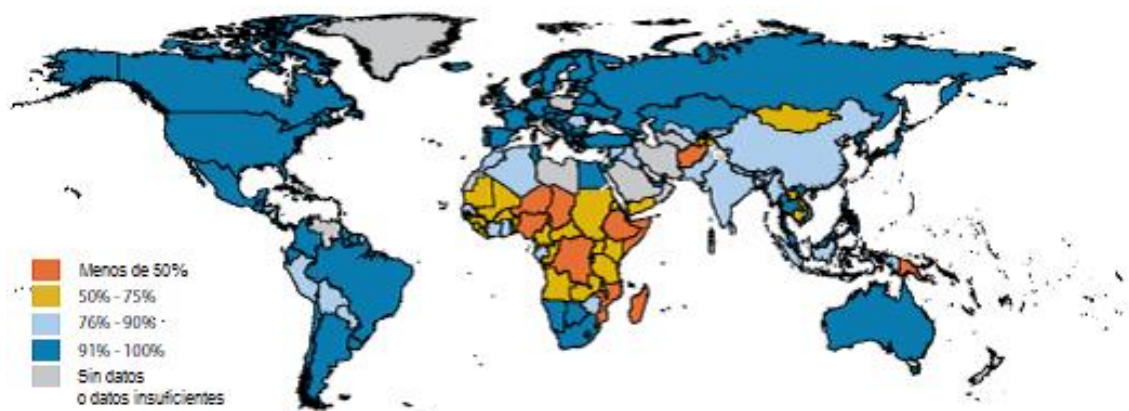 Menos de 50%
50% - 75%
76% - 90%
91% - 100%
Sin datos
o datos insuficientes